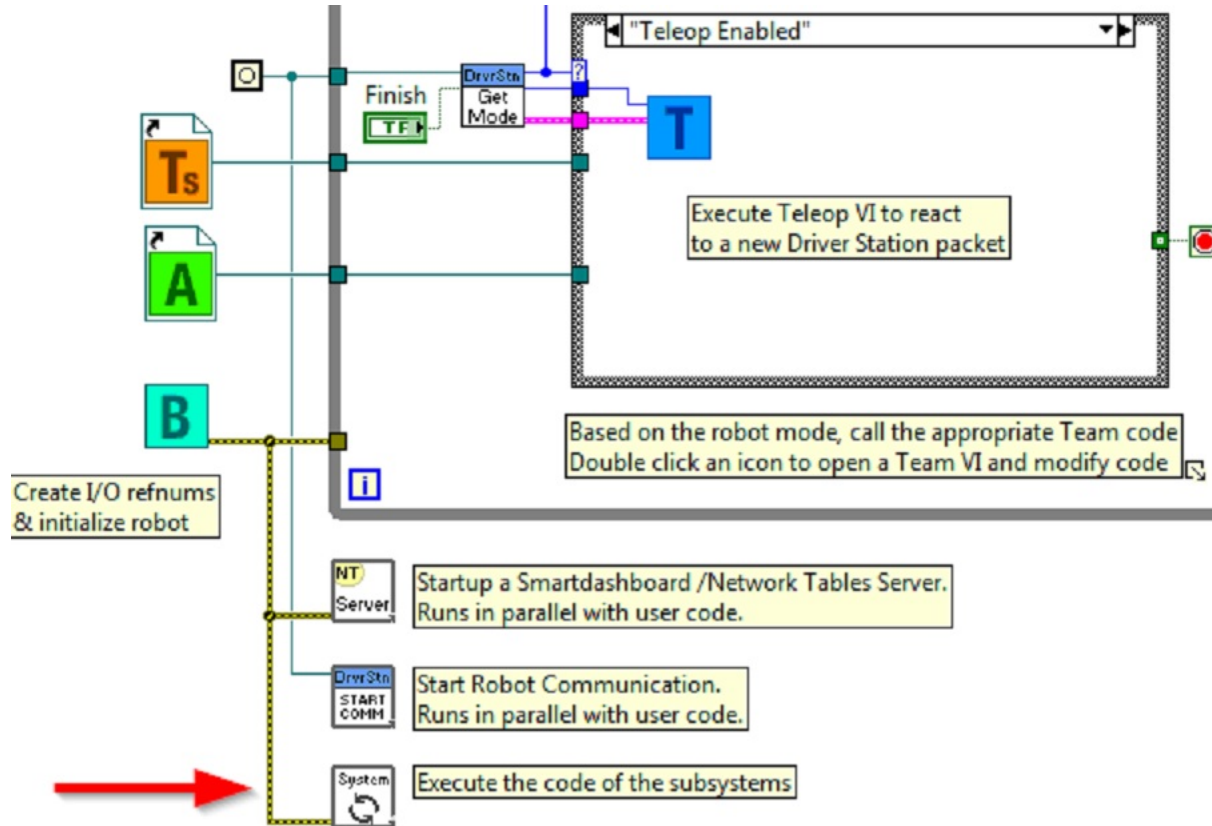 "Teleop Enabled"
DrvrStn
Get
Mode
?
Finish
TF
T
Ts
Execute Teleop VI to react
to a new Driver Station packet
A
B
Based on the robot mode, call the appropriate Team code
Double click an icon to open a Team VI and modify code
i
Create I/O refnums
& initialize robot
NT
Server
Startup a Smartdashboard /Network Tables Server.
Runs in parallel with user code.
DrvrStn
START
COMM
Start Robot Communication.
Runs in parallel with user code.
System
Execute the code of the subsystems